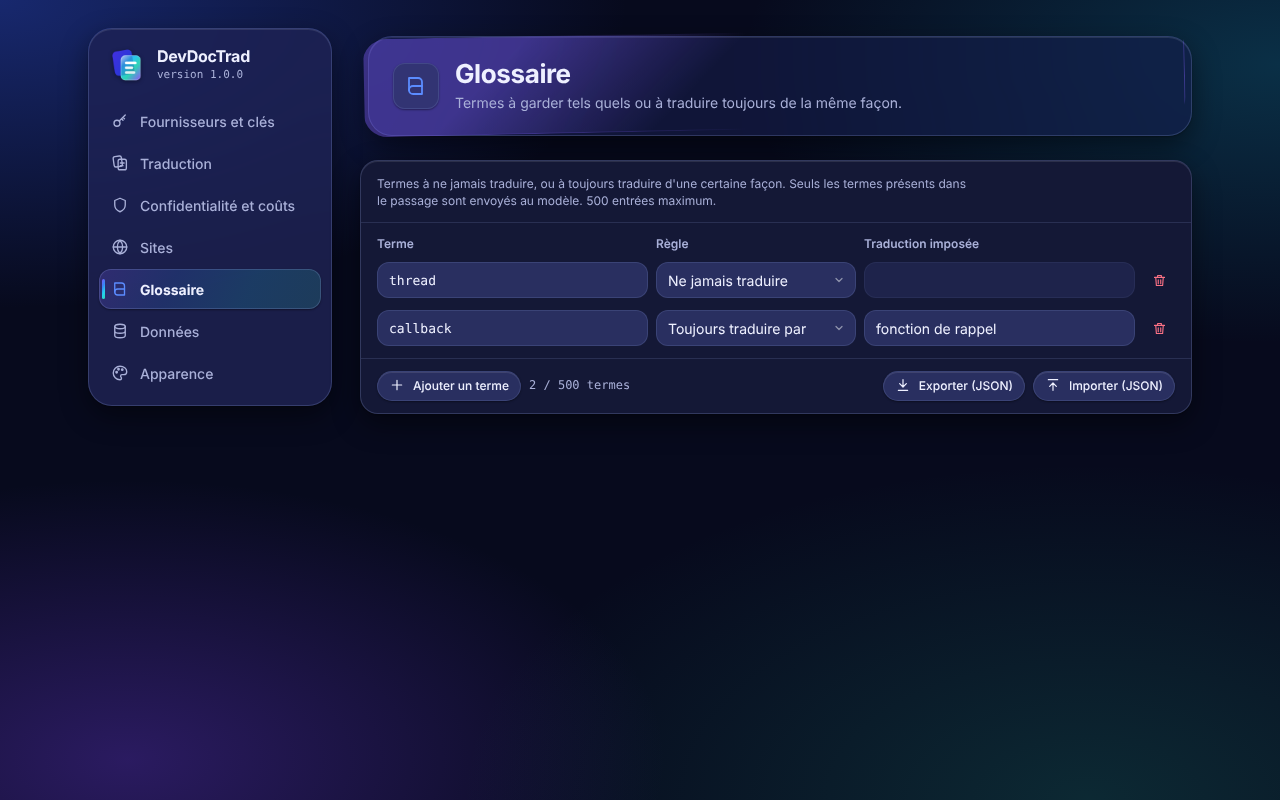 DevDocTrad
version 1.0.0
Fournisseurs et clés
Traduction
Confidentialité et coûts
Sites
Glossaire
Données
Apparence
Glossaire
Termes à garder tels quels ou à traduire toujours de la même façon.
Termes à ne jamais traduire, ou à toujours traduire d'une certaine façon. Seuls les termes présents dans
le passage sont envoyés au modèle. 500 entrées maximum.
Terme Règle Traduction imposée
thread Ne jamais traduire
callback Toujours traduire par fonction de rappel
Ajouter un terme 2 / 500 termes Exporter (JSON) Importer (JSON)